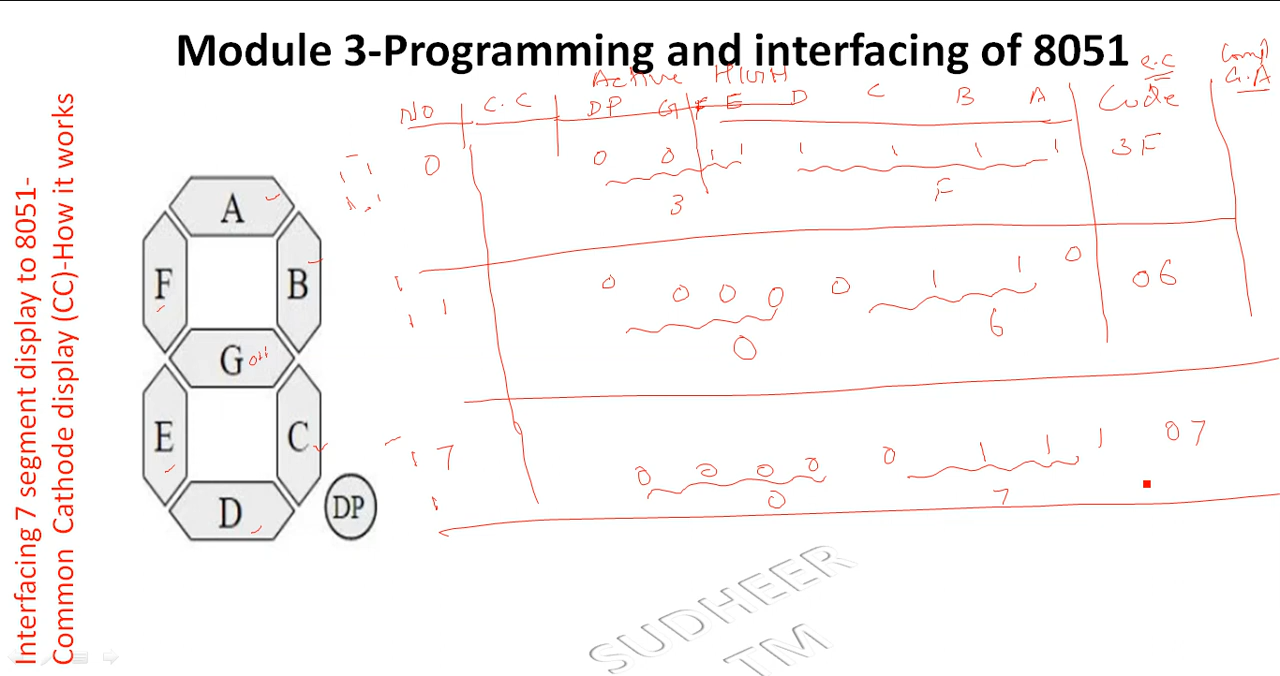 Module 3-Programming and interfacing of 8051
Interfacing 7 segment display to 8051-
Common Cathode display (CC)-How it works
A
F
B
G off
E
C
D
DP
Active HIGH
NO C.C DP G F E D C B A Code C.C
C.A
0 0 0 1 1 1 1 1 1 3F
3 F
1 0 0 0 0 0 1 1 0 06
0 6
7 0 0 0 0 0 1 1 1 07
0 7
SUDHEER
TM